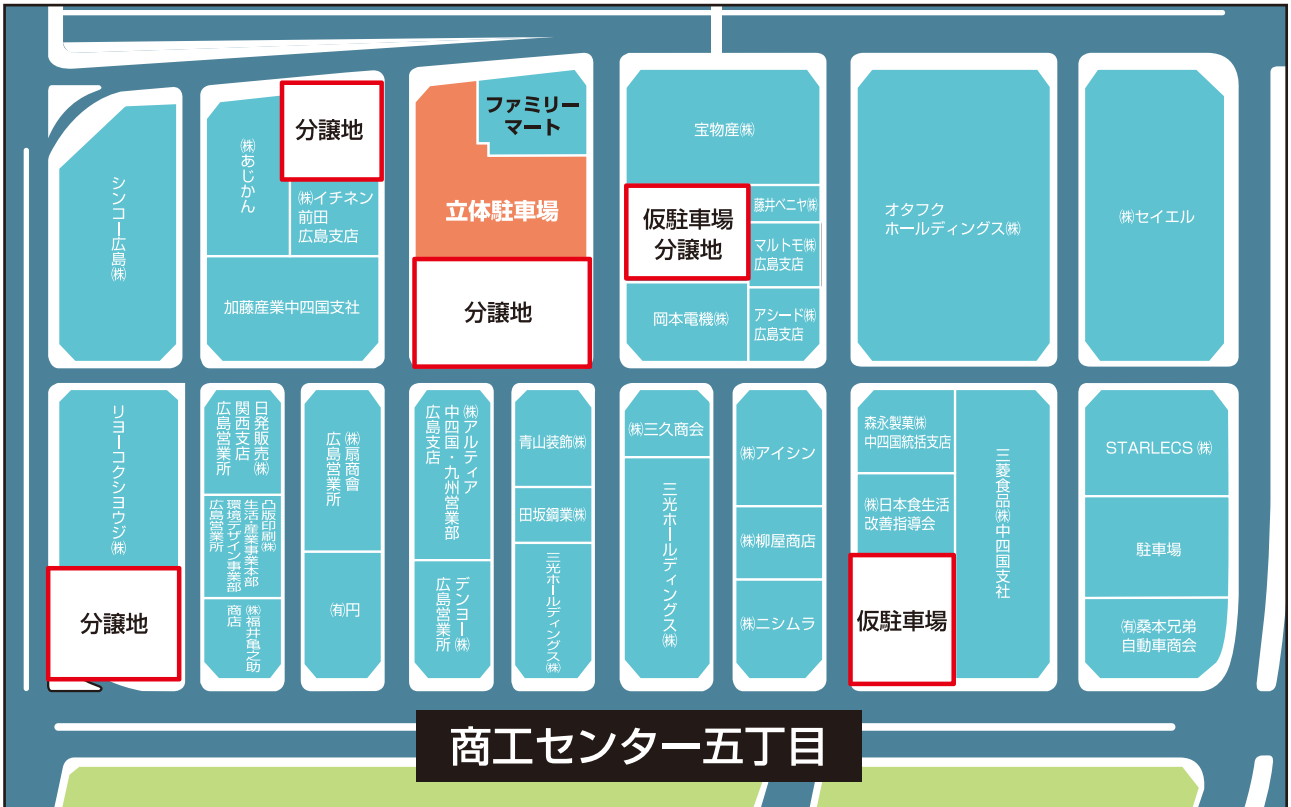 シンコー広島㈱
㈱あじかん
分譲地
㈱イチネン
前田
広島支店
加藤産業中四国支社
ファミリー
マート
立体駐車場
分譲地
宝物産㈱
仮駐車場
分譲地
藤井ベニヤ㈱
マルトモ㈱
広島支店
岡本電機㈱
アシード㈱
広島支店
オタフク
ホールディングス㈱
㈱セイエル
リョーコクショウジ㈱
分譲地
日発販売㈱
関西支店
広島営業所
凸版印刷㈱
生活・産業事業本部
環境デザイン事業部
広島営業所
㈱福井亀之助
商店
㈱扇商會
広島営業所
㈲円
㈱アルティア
中四国・九州営業部
広島支店
デンヨー㈱
広島営業所
青山装飾㈱
田坂鋼業㈱
三光ホールディングス㈱
㈱三久商会
三光ホールディングス㈱
㈱アイシン
㈱柳屋商店
㈱ニシムラ
森永製菓㈱
中四国統括支店
㈱日本食生活
改善指導会
仮駐車場
三菱食品㈱中四国支社
STARLECS ㈱
駐車場
㈲桑本兄弟
自動車商会
商工センター五丁目